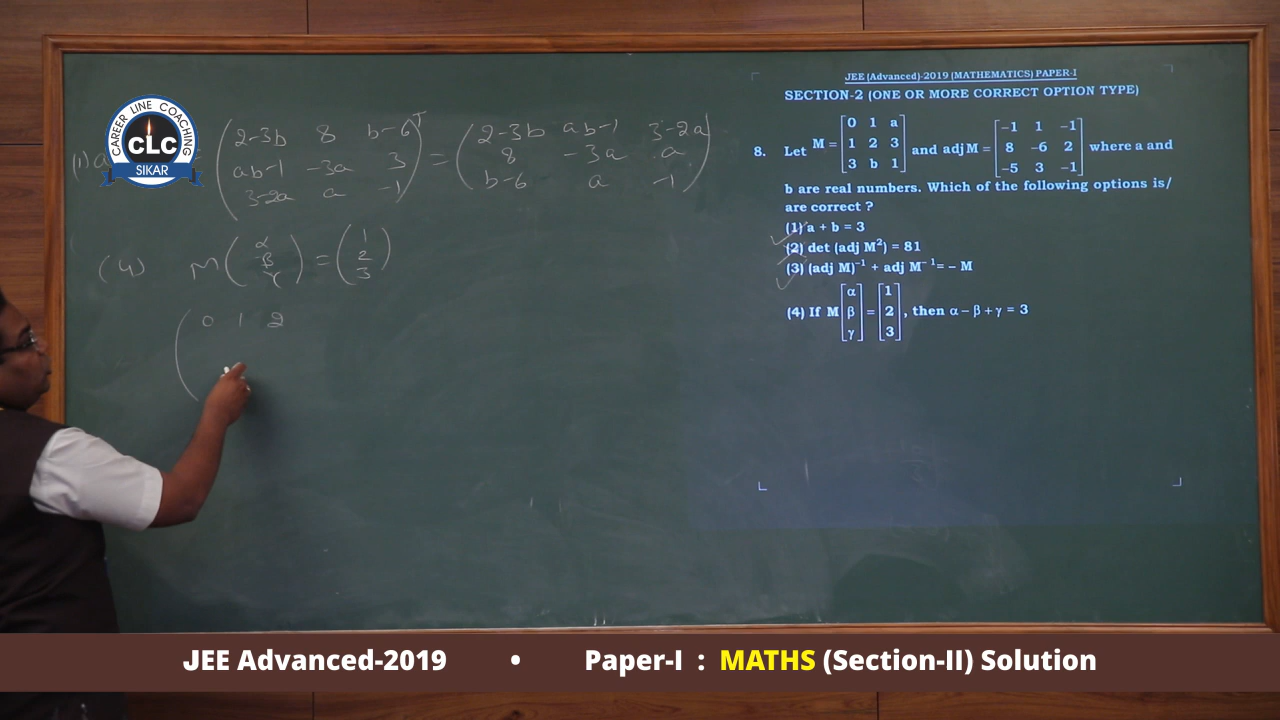 CAREER LINE COACHING
CLC
SIKAR
(1) a = (2-3b 8 b-6)T = (2-3b ab-1 3-2a)
ab-1 -3a 3 8 -3a a
3-2a a -1 b-6 a -1
(4) M (α β γ) = (1 2 3)
0 1 2
JEE (Advanced)-2019 (MATHEMATICS) PAPER-I
SECTION-2 (ONE OR MORE CORRECT OPTION TYPE)
8. Let M = [0 1 a
1 2 3
3 b 1] and adj M = [-1 1 -1
8 -6 2
-5 3 -1] where a and
b are real numbers. Which of the following options is/
are correct ?
(1) a + b = 3
(2) det (adj M²) = 81
(3) (adj M)⁻¹ + adj M⁻¹ = – M
(4) If M [α β γ] = [1 2 3], then α – β + γ = 3
JEE Advanced-2019 • Paper-I : MATHS (Section-II) Solution